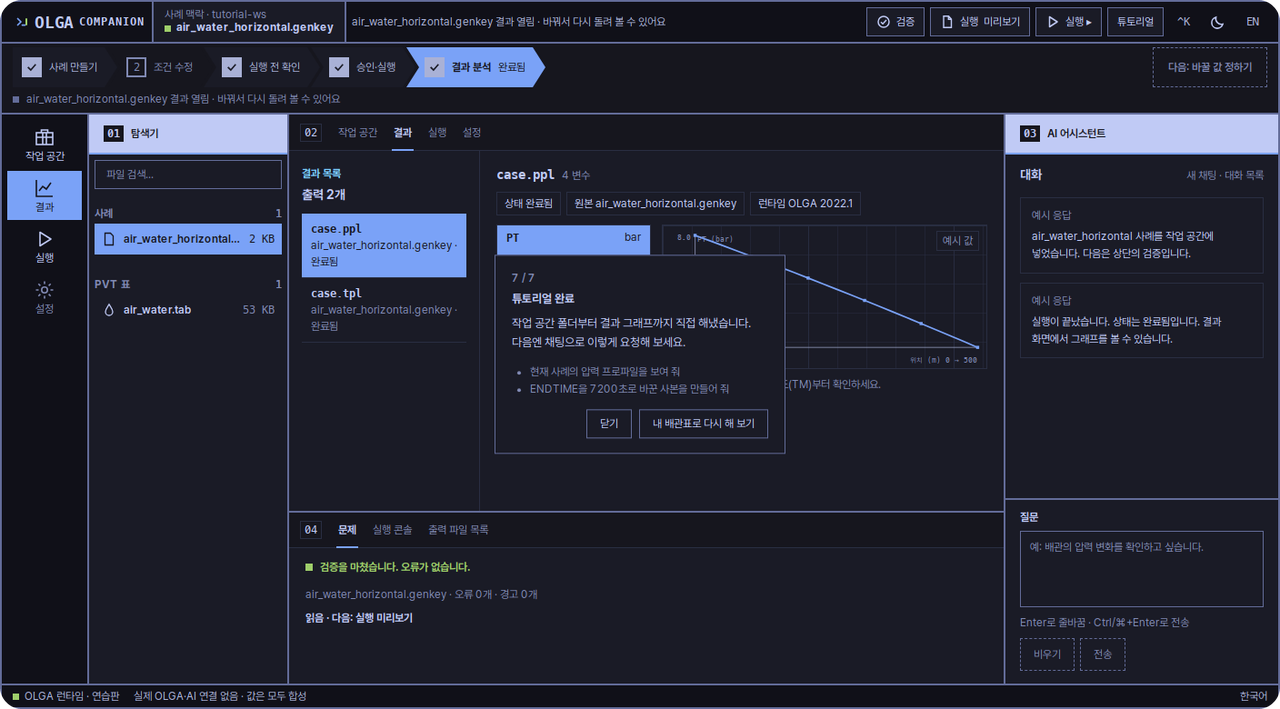 OLGA COMPANION
사례 맥락 · tutorial-ws
air_water_horizontal.genkey
air_water_horizontal.genkey 결과 열림 · 바꿔서 다시 돌려 볼 수 있어요
검증
실행 미리보기
실행 ▸
튜토리얼
^K
EN
사례 만들기
2 조건 수정
실행 전 확인
승인·실행
결과 분석 완료됨
다음: 바꿀 값 정하기
air_water_horizontal.genkey 결과 열림 · 바꿔서 다시 돌려 볼 수 있어요
작업 공간
결과
실행
설정
01 탐색기
파일 검색...
사례 1
air_water_horizontal... 2 KB
PVT 표 1
air_water.tab 53 KB
02 작업 공간 결과 실행 설정
결과 목록
출력 2개
case.ppl
air_water_horizontal.genkey ·
완료됨
case.tpl
air_water_horizontal.genkey ·
완료됨
case.ppl 4 변수
상태 완료됨
원본 air_water_horizontal.genkey
런타임 OLGA 2022.1
PT bar
8.0 PT (bar)
예시 값
위치 (m) 0 → 500
(TM)부터 확인하세요.
7 / 7
튜토리얼 완료
작업 공간 폴더부터 결과 그래프까지 직접 해냈습니다.
다음엔 채팅으로 이렇게 요청해 보세요.
• 현재 사례의 압력 프로파일을 보여 줘
• ENDTIME을 7200초로 바꾼 사본을 만들어 줘
닫기
내 배관표로 다시 해 보기
04 문제 실행 콘솔 출력 파일 목록
검증을 마쳤습니다. 오류가 없습니다.
air_water_horizontal.genkey · 오류 0개 · 경고 0개
읽음 · 다음: 실행 미리보기
03 AI 어시스턴트
대화
새 채팅 · 대화 목록
예시 응답
air_water_horizontal 사례를 작업 공간에
넣었습니다. 다음은 상단의 검증입니다.
예시 응답
실행이 끝났습니다. 상태는 완료됨입니다. 결과
화면에서 그래프를 볼 수 있습니다.
질문
예: 배관의 압력 변화를 확인하고 싶습니다.
Enter로 줄바꿈 · Ctrl/⌘+Enter로 전송
비우기
전송
OLGA 런타임 · 연습판
실제 OLGA·AI 연결 없음 · 값은 모두 합성
한국어